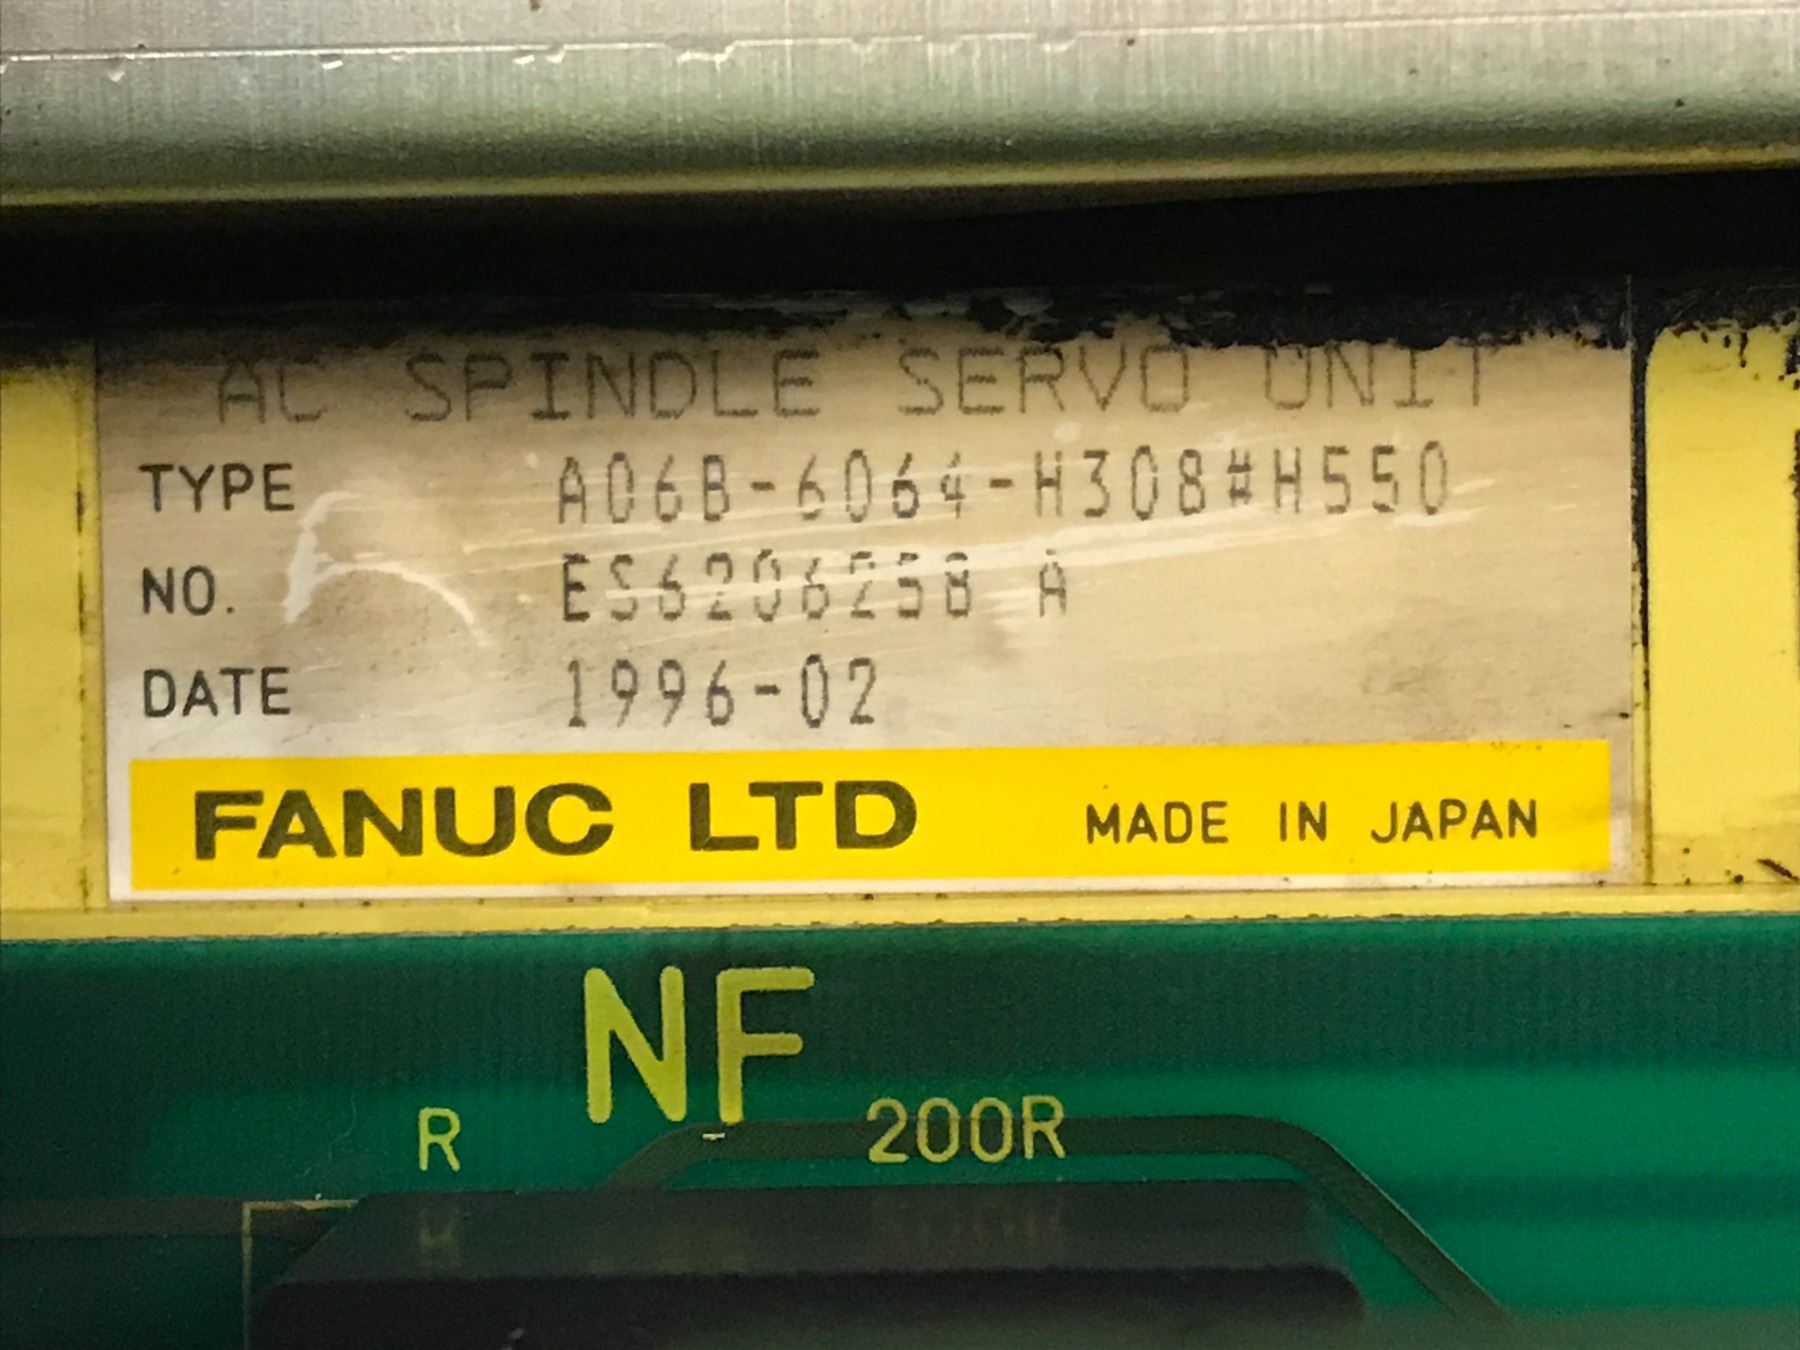 AC SPINDLE SERVO UNIT
TYPE A06B-6064-H308#H550
NO. ES6206258 A
DATE 1996-02
FANUC LTD MADE IN JAPAN
NF
R 200R